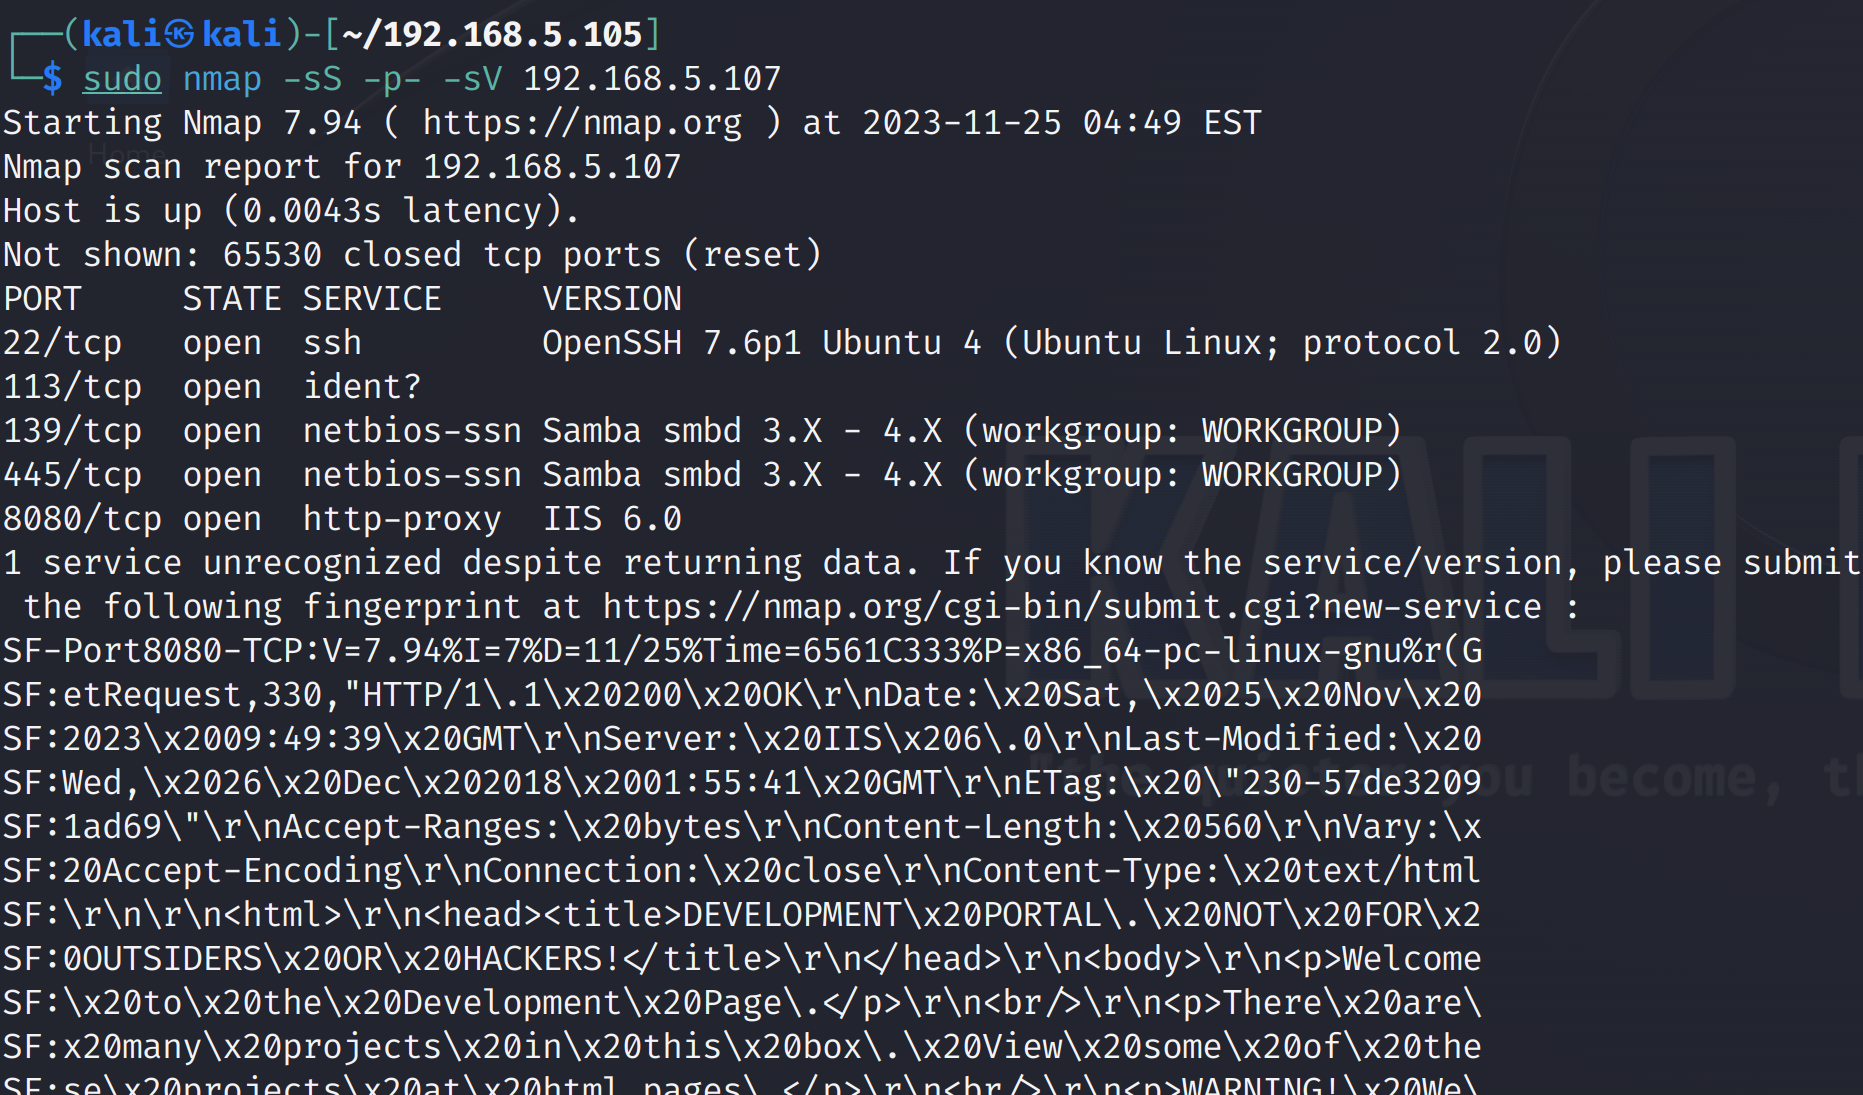 (kali㉿kali)-[~/192.168.5.105]
$ sudo nmap -sS -p- -sV 192.168.5.107
Starting Nmap 7.94 ( https://nmap.org ) at 2023-11-25 04:49 EST
Home
Nmap scan report for 192.168.5.107
Host is up (0.0043s latency).
Not shown: 65530 closed tcp ports (reset)
PORT     STATE SERVICE     VERSION
22/tcp   open  ssh         OpenSSH 7.6p1 Ubuntu 4 (Ubuntu Linux; protocol 2.0)
113/tcp  open  ident?
139/tcp  open  netbios-ssn Samba smbd 3.X - 4.X (workgroup: WORKGROUP)
445/tcp  open  netbios-ssn Samba smbd 3.X - 4.X (workgroup: WORKGROUP)
8080/tcp open  http-proxy  IIS 6.0
1 service unrecognized despite returning data. If you know the service/version, please submit
 the following fingerprint at https://nmap.org/cgi-bin/submit.cgi?new-service :
SF-Port8080-TCP:V=7.94%I=7%D=11/25%Time=6561C333%P=x86_64-pc-linux-gnu%r(G
SF:etRequest,330,"HTTP/1\.1\x20200\x20OK\r\nDate:\x20Sat,\x2025\x20Nov\x20
SF:2023\x2009:49:39\x20GMT\r\nServer:\x20IIS\x206\.0\r\nLast-Modified:\x20
SF:Wed,\x2026\x20Dec\x202018\x2001:55:41\x20GMT\r\nETag:\x20\"230-57de3209
SF:1ad69\"\r\nAccept-Ranges:\x20bytes\r\nContent-Length:\x20560\r\nVary:\x
SF:20Accept-Encoding\r\nConnection:\x20close\r\nContent-Type:\x20text/html
SF:\r\n\r\n<html>\r\n<head><title>DEVELOPMENT\x20PORTAL\.\x20NOT\x20FOR\x2
SF:0OUTSIDERS\x20OR\x20HACKERS!</title>\r\n</head>\r\n<body>\r\n<p>Welcome
SF:\x20to\x20the\x20Development\x20Page\.</p>\r\n<br/>\r\n<p>There\x20are\
SF:x20many\x20projects\x20in\x20this\x20box\.\x20View\x20some\x20of\x20the
SF:se\x20projects\x20at\x20html_pages\.</p>\r\n<br/>\r\n<p>WARNING!\x20We\
KALI
"the quieter you become, th